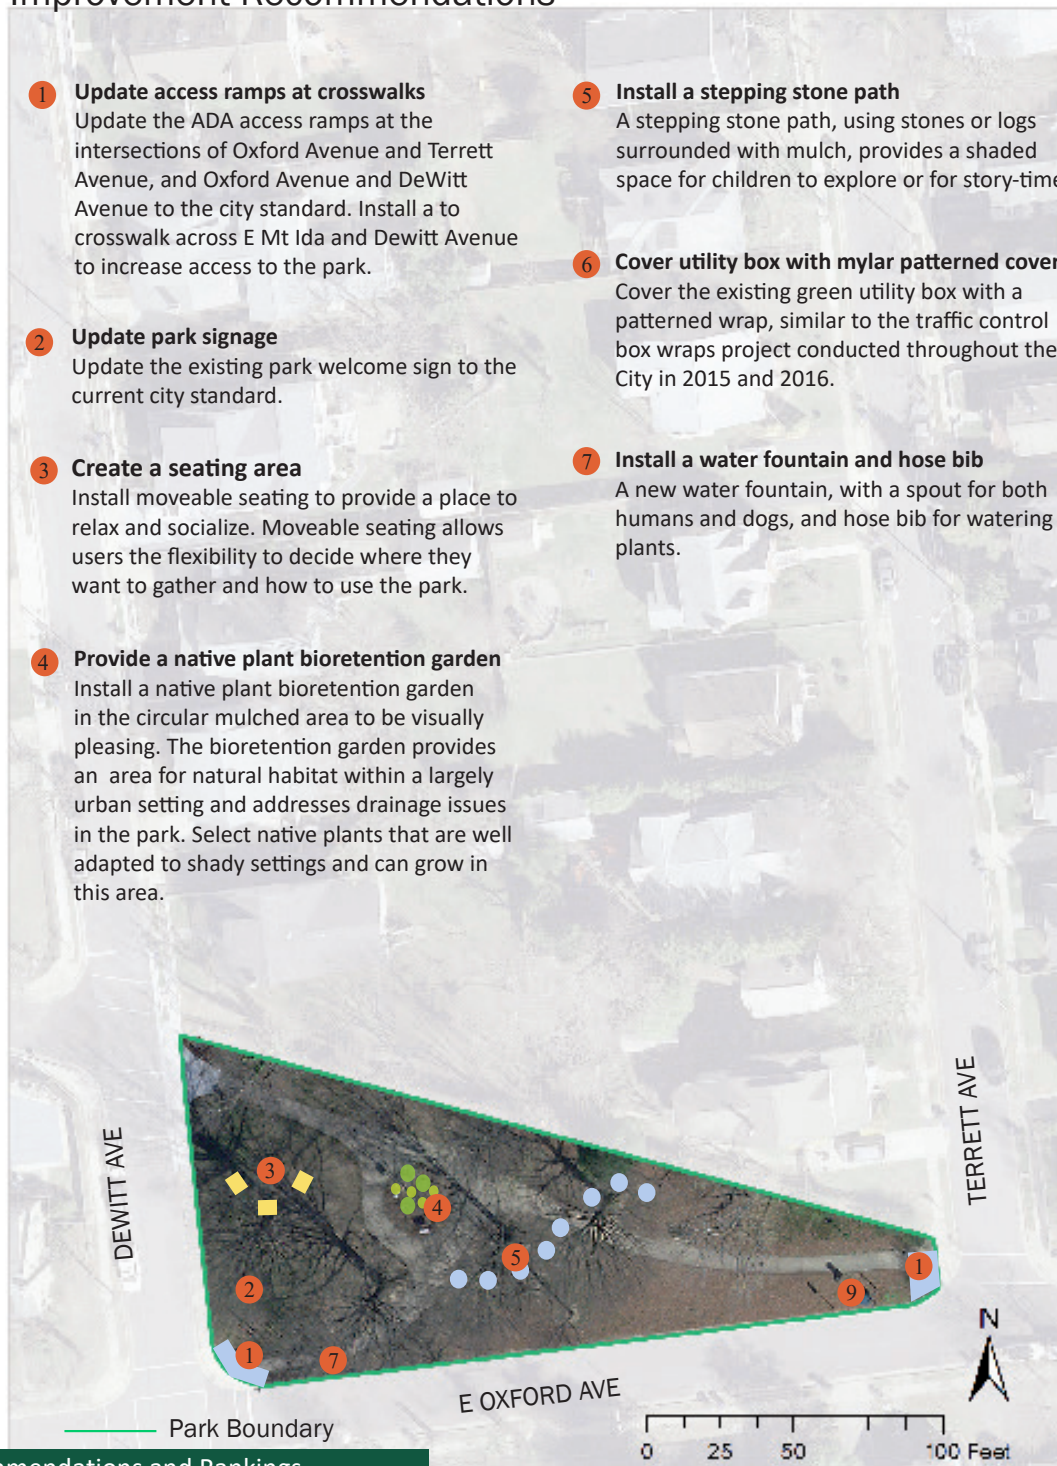 Improvement Recommendations
1 Update access ramps at crosswalks
Update the ADA access ramps at the
intersections of Oxford Avenue and Terrett
Avenue, and Oxford Avenue and DeWitt
Avenue to the city standard. Install a to
crosswalk across E Mt Ida and Dewitt Avenue
to increase access to the park.
2 Update park signage
Update the existing park welcome sign to the
current city standard.
3 Create a seating area
Install moveable seating to provide a place to
relax and socialize. Moveable seating allows
users the flexibility to decide where they
want to gather and how to use the park.
4 Provide a native plant bioretention garden
Install a native plant bioretention garden
in the circular mulched area to be visually
pleasing. The bioretention garden provides
an area for natural habitat within a largely
urban setting and addresses drainage issues
in the park. Select native plants that are well
adapted to shady settings and can grow in
this area.
5 Install a stepping stone path
A stepping stone path, using stones or logs
surrounded with mulch, provides a shaded
space for children to explore or for story-time
6 Cover utility box with mylar patterned cover
Cover the existing green utility box with a
patterned wrap, similar to the traffic control
box wraps project conducted throughout the
City in 2015 and 2016.
7 Install a water fountain and hose bib
A new water fountain, with a spout for both
humans and dogs, and hose bib for watering
plants.
DEWITT AVE
TERRETT AVE
3
4
5
2
1
9
1
7
E OXFORD AVE
N
Park Boundary
0 25 50 100 Feet
mmendations and Rankings